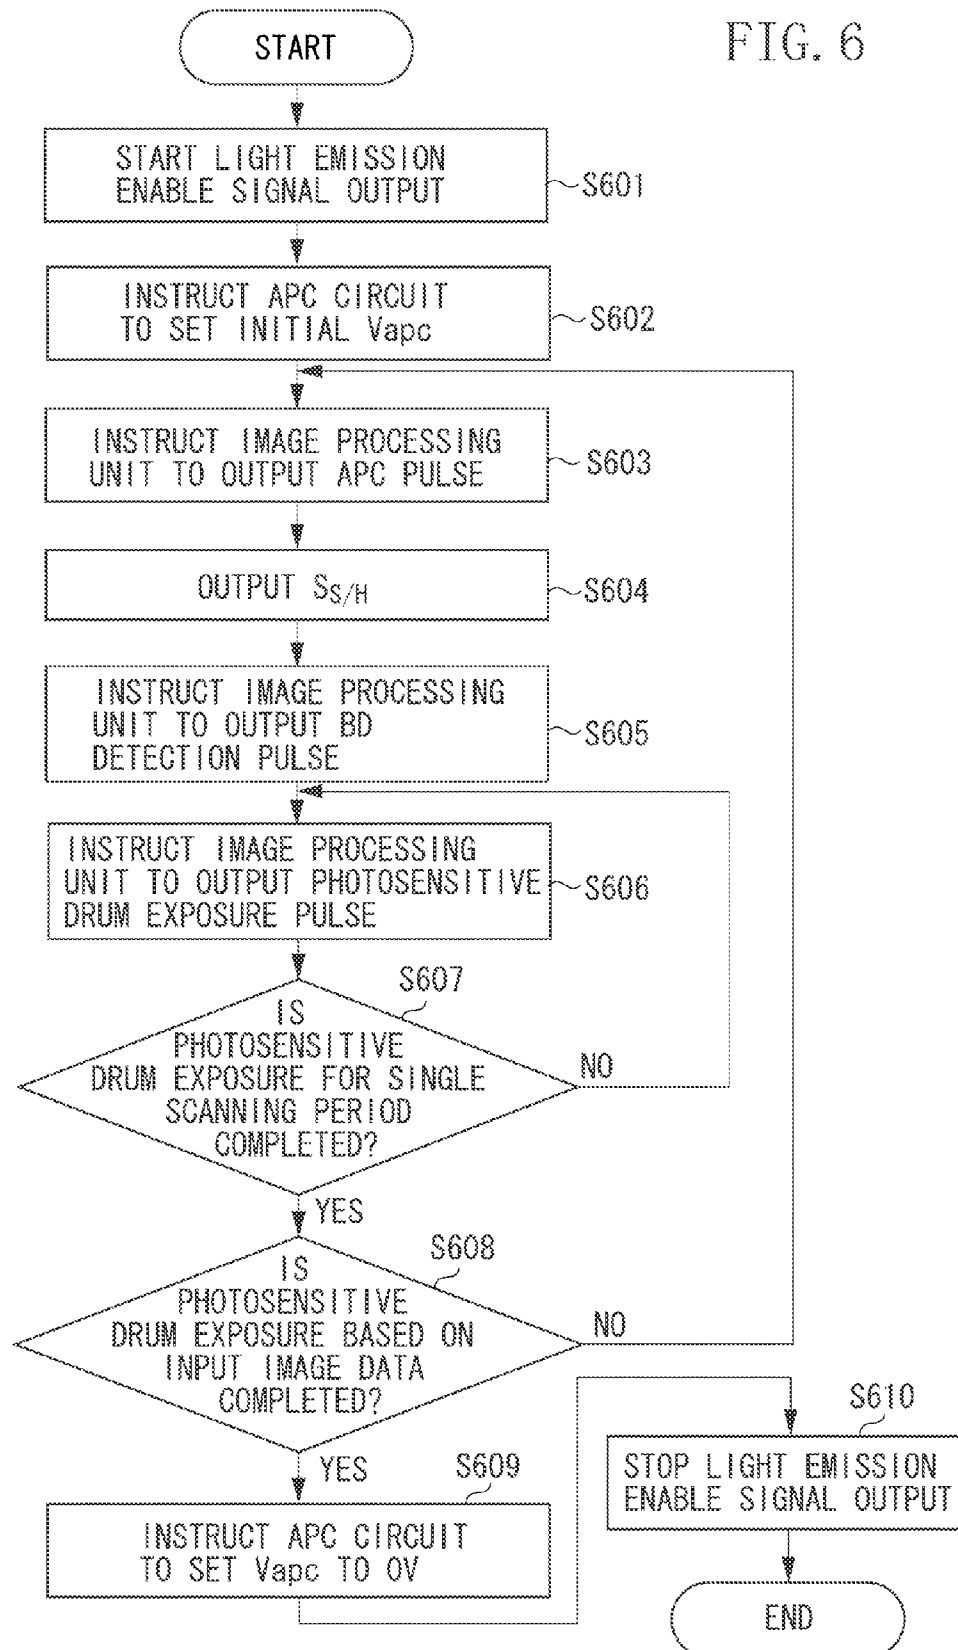 FIG. 6
START
START LIGHT EMISSION
ENABLE SIGNAL OUTPUT
S601
INSTRUCT APC CIRCUIT
TO SET INITIAL Vapc
S602
INSTRUCT IMAGE PROCESSING
UNIT TO OUTPUT APC PULSE
S603
OUTPUT SS/H
S604
INSTRUCT IMAGE PROCESSING
UNIT TO OUTPUT BD
DETECTION PULSE
S605
INSTRUCT IMAGE PROCESSING
UNIT TO OUTPUT PHOTOSENSITIVE
DRUM EXPOSURE PULSE
S606
S607
IS
PHOTOSENSITIVE
DRUM EXPOSURE FOR SINGLE
SCANNING PERIOD
COMPLETED?
NO
YES
S608
IS
PHOTOSENSITIVE
DRUM EXPOSURE BASED ON
INPUT IMAGE DATA
COMPLETED?
NO
YES
S609
INSTRUCT APC CIRCUIT
TO SET Vapc TO 0V
S610
STOP LIGHT EMISSION
ENABLE SIGNAL OUTPUT
END